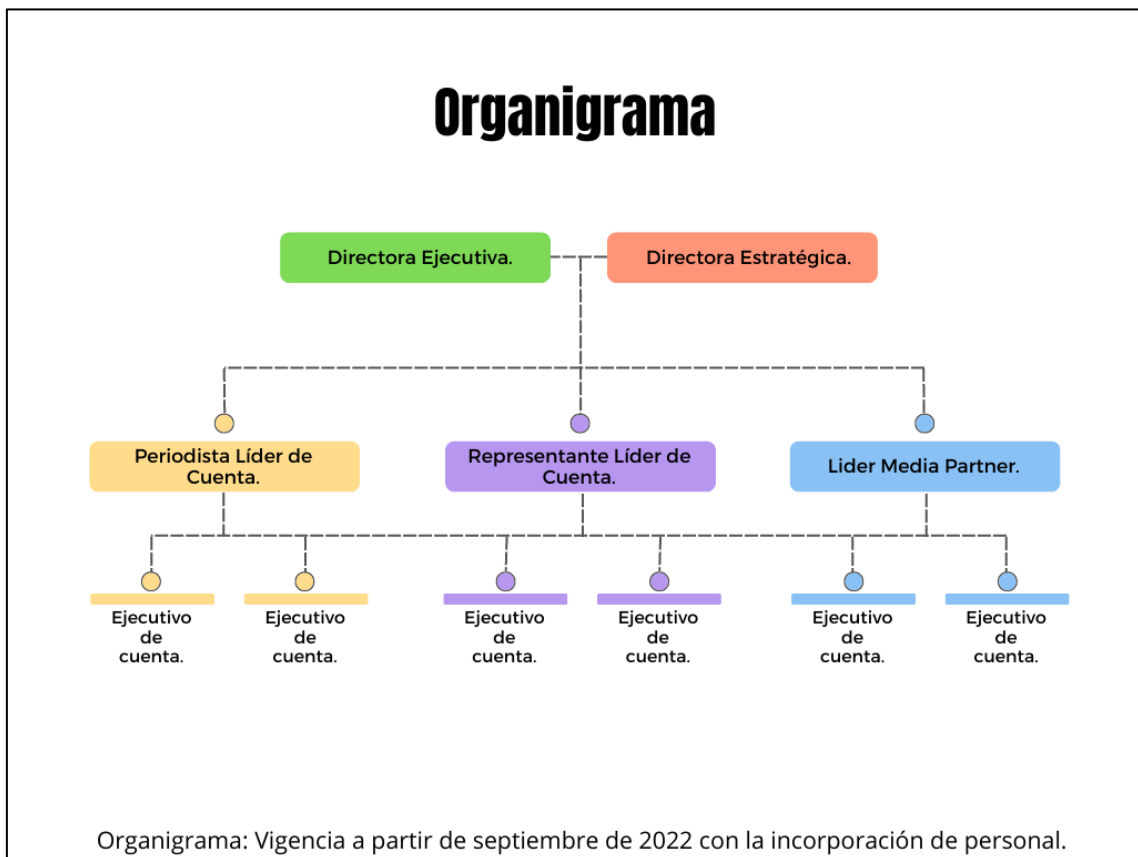 Organigrama
Directora Ejecutiva.
Directora Estratégica.
Periodista Líder de
Cuenta.
Representante Líder de
Cuenta.
Lider Media Partner.
Ejecutivo
de
cuenta.
Ejecutivo
de
cuenta.
Ejecutivo
de
cuenta.
Ejecutivo
de
cuenta.
Ejecutivo
de
cuenta.
Ejecutivo
de
cuenta.
Organigrama: Vigencia a partir de septiembre de 2022 con la incorporación de personal.